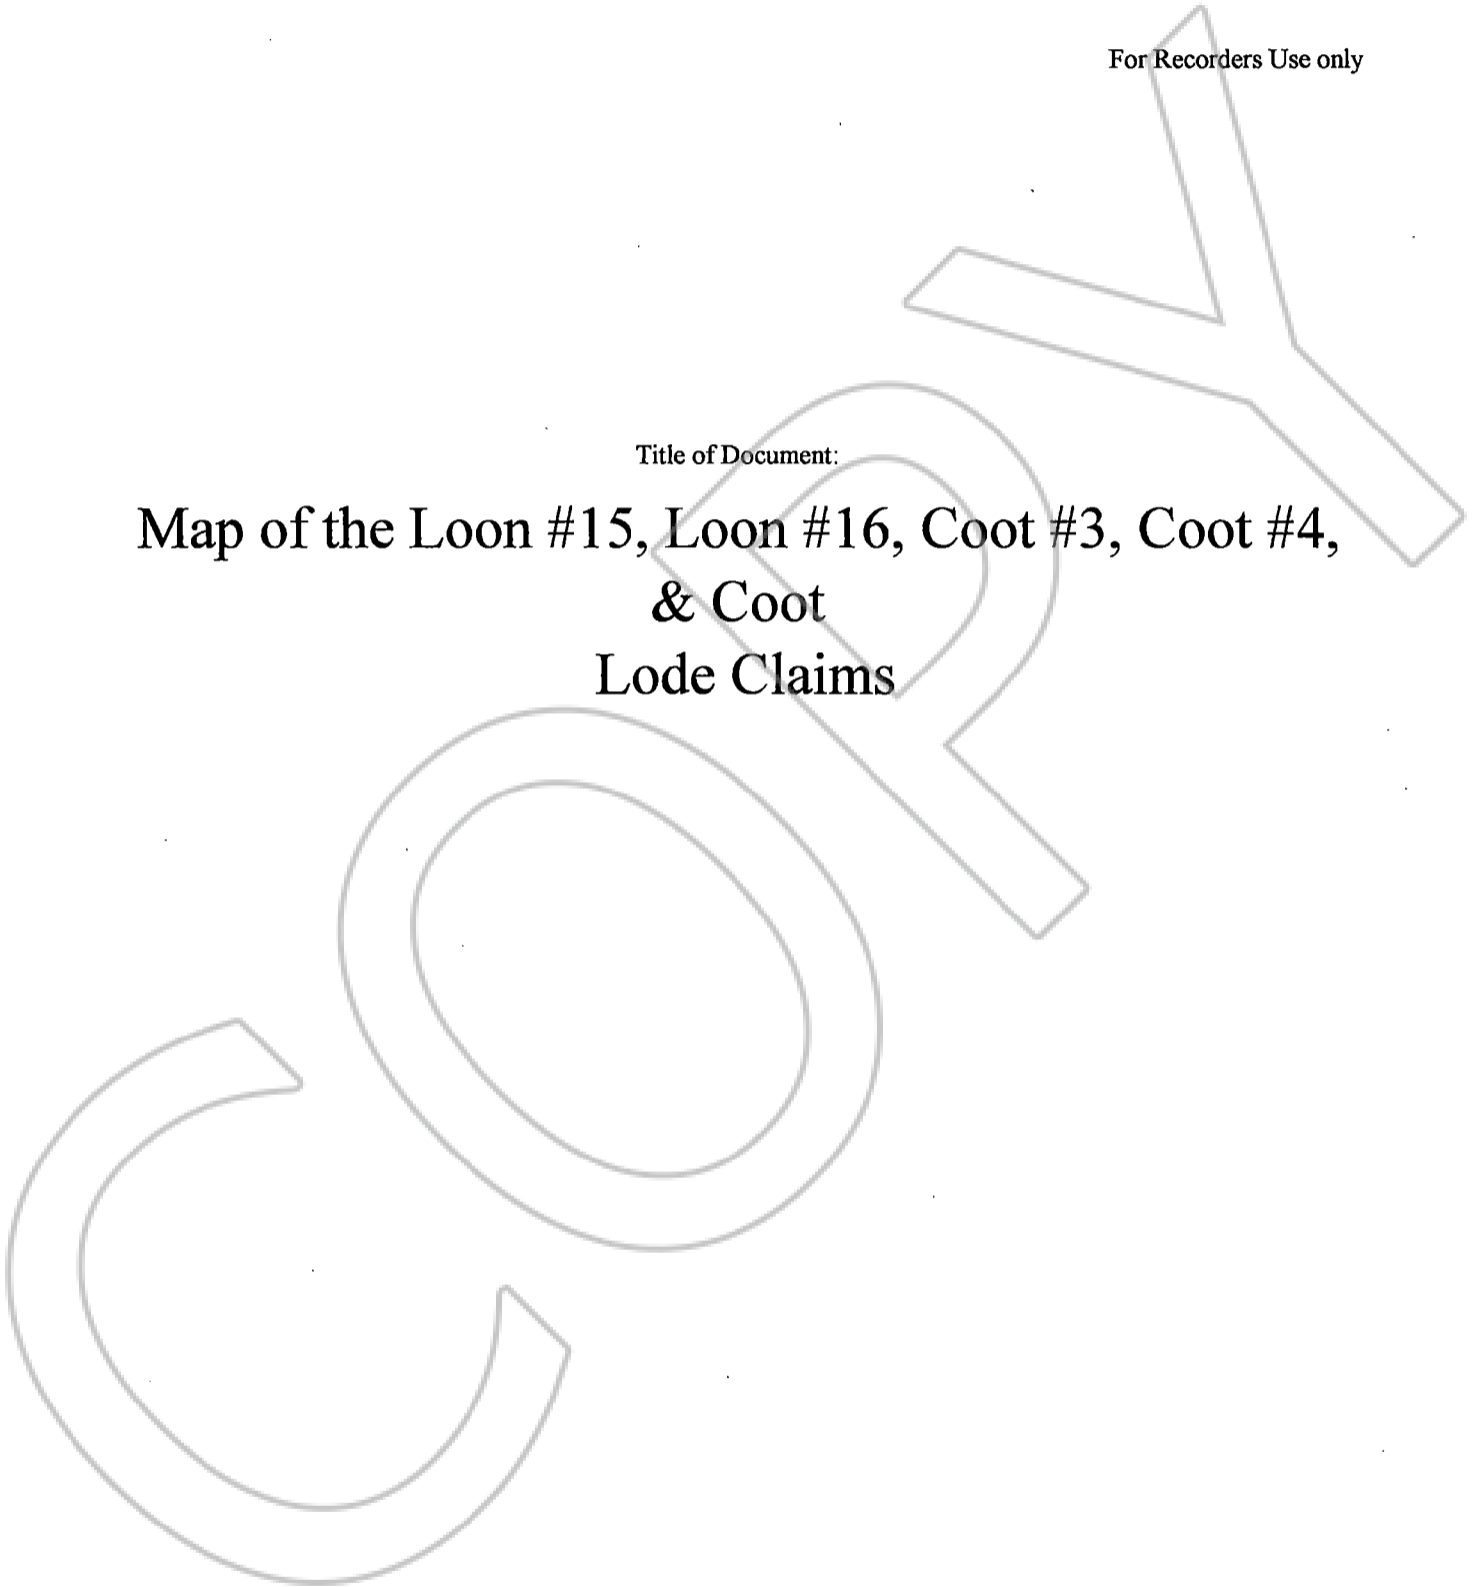 For Recorders Use only
Title of Document:
Map of the Loon #15, Loon #16, Coot #3, Coot #4,
& Coot
Lode Claims
COPY